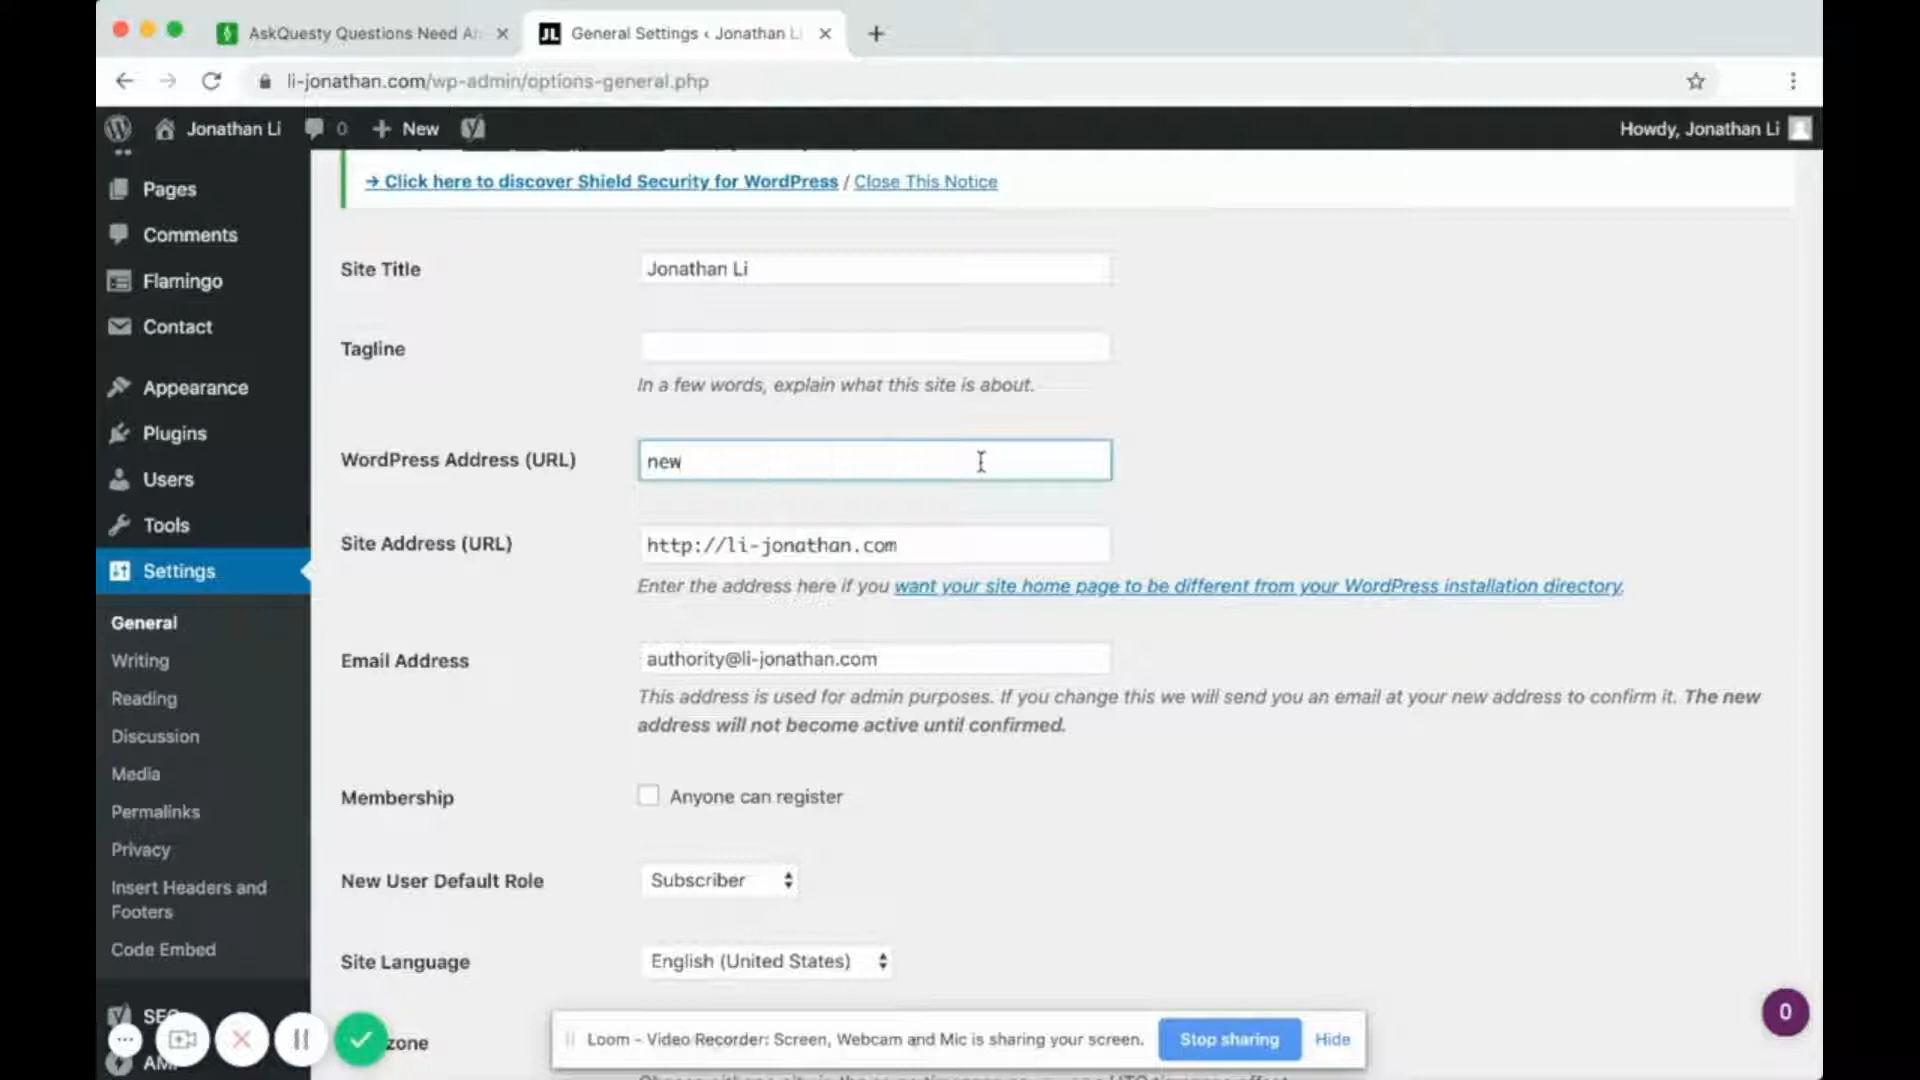 AskQuesty Questions Need An
General Settings ‹ Jonathan Li
li-jonathan.com/wp-admin/options-general.php
Jonathan Li
0
New
Howdy, Jonathan Li
→ Click here to discover Shield Security for WordPress / Close This Notice
Pages
Comments
Flamingo
Contact
Appearance
Plugins
Users
Tools
Settings
General
Writing
Reading
Discussion
Media
Permalinks
Privacy
Insert Headers and
Footers
Code Embed
SEO
AM
Site Title
Jonathan Li
Tagline
In a few words, explain what this site is about.
WordPress Address (URL)
new
Site Address (URL)
http://li-jonathan.com
Enter the address here if you want your site home page to be different from your WordPress installation directory.
Email Address
authority@li-jonathan.com
This address is used for admin purposes. If you change this we will send you an email at your new address to confirm it. The new
address will not become active until confirmed.
Membership
Anyone can register
New User Default Role
Subscriber
Site Language
English (United States)
zone
Loom - Video Recorder: Screen, Webcam and Mic is sharing your screen.
Stop sharing
Hide
0